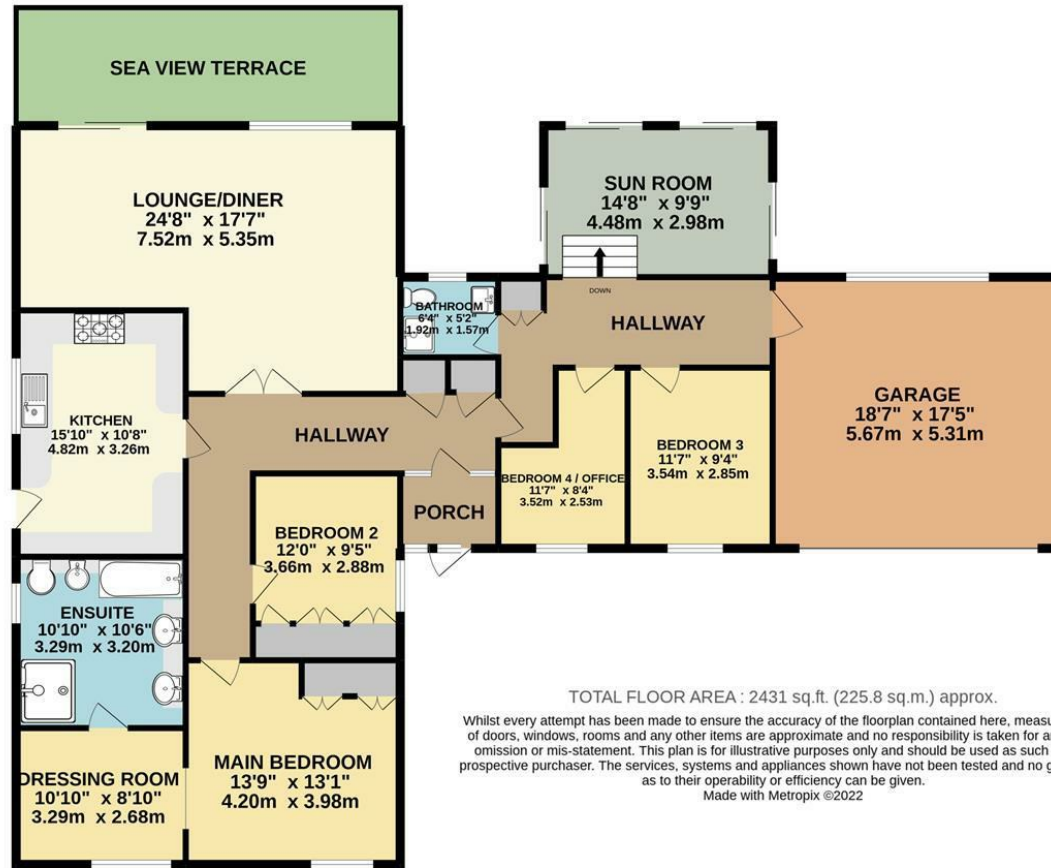 SEA VIEW TERRACE
LOUNGE/DINER
24'8" x 17'7"
7.52m x 5.35m
SUN ROOM
14'8" x 9'9"
4.48m x 2.98m
DOWN
BATHROOM
6'4" x 5'2"
1.92m x 1.57m
HALLWAY
GARAGE
18'7" x 17'5"
5.67m x 5.31m
KITCHEN
15'10" x 10'8"
4.82m x 3.26m
HALLWAY
BEDROOM 3
11'7" x 9'4"
3.54m x 2.85m
BEDROOM 4 / OFFICE
11'7" x 8'4"
3.52m x 2.53m
PORCH
BEDROOM 2
12'0" x 9'5"
3.66m x 2.88m
ENSUITE
10'10" x 10'6"
3.29m x 3.20m
MAIN BEDROOM
13'9" x 13'1"
4.20m x 3.98m
DRESSING ROOM
10'10" x 8'10"
3.29m x 2.68m
TOTAL FLOOR AREA : 2431 sq.ft. (225.8 sq.m.) approx.
Whilst every attempt has been made to ensure the accuracy of the floorplan contained here,
of doors, windows, rooms and any other items are approximate and no responsibility is taken for
omission or mis-statement. This plan is for illustrative purposes only and should be used as such
prospective purchaser. The services, systems and appliances shown have not been tested and no
as to their operability or efficiency can be given.
Made with Metropix ©2022